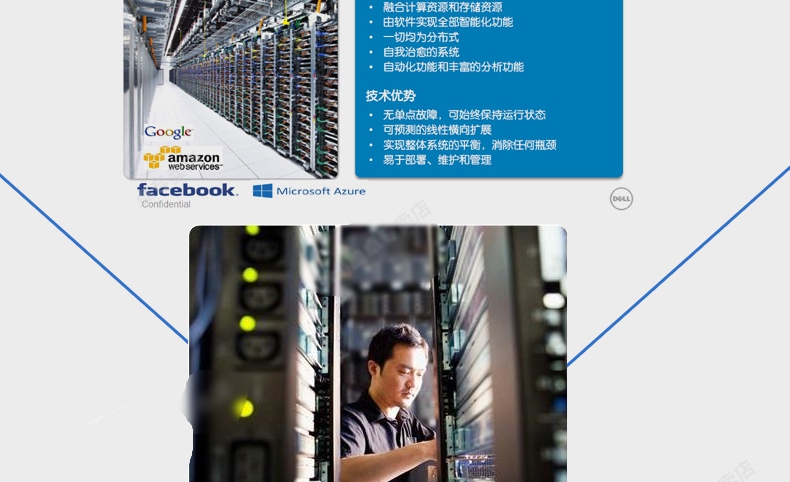 融合计算资源和存储资源
由软件实现全部智能化功能
一切均为分布式
自我治愈的系统
自动化功能和丰富的分析功能
技术优势
无单点故障，可始终保持运行状态
可预测的线性横向扩展
实现整体系统的平衡，消除任何瓶颈
易于部署、维护和管理
Google™
amazon
webservices™
facebook.
Microsoft Azure
Confidential
DELL